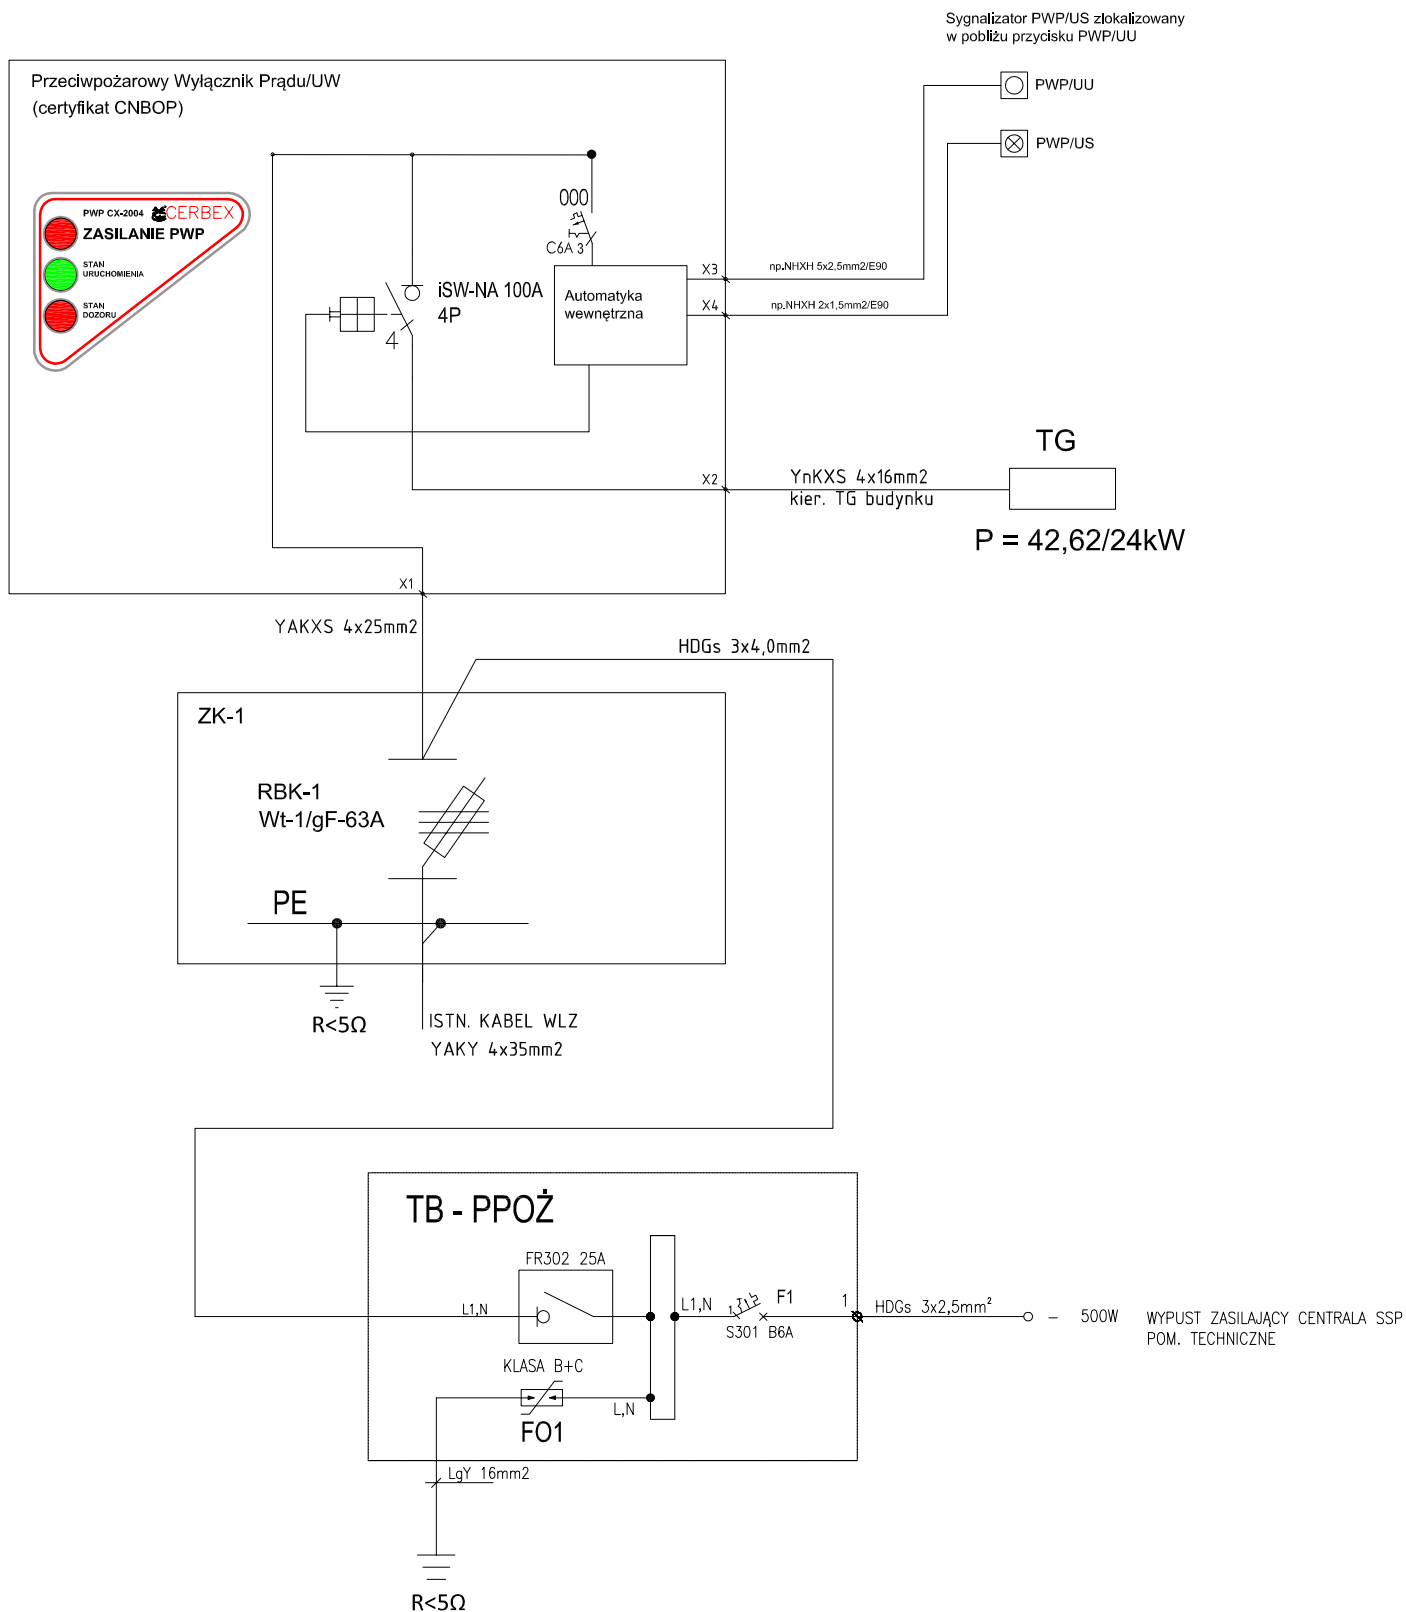 Sygnalizator PWP/US zlokalizowany
w pobliżu przycisku PWP/UU
PWP/UU
PWP/US
Przeciwpożarowy Wyłącznik Prądu/UW
(certyfikat CNBOP)
PWP CX-2004 CERBEX
ZASILANIE PWP
STAN
URUCHOMIENIA
STAN
DOZORU
000
C6A 3
iSW-NA 100A
4P
4
Automatyka
wewnętrzna
X3
np.NHXH 5x2,5mm2/E90
X4
np.NHXH 2x1,5mm2/E90
X2
YnKXS 4x16mm2
kier. TG budynku
TG
P = 42,62/24kW
X1
YAKXS 4x25mm2
HDGs 3x4,0mm2
ZK-1
RBK-1
Wt-1/gF-63A
PE
R<5Ω
ISTN. KABEL WLZ
YAKY 4x35mm2
TB - PPOŻ
FR302 25A
L1,N
L1,N
F1
S301 B6A
1
HDGs 3x2,5mm²
- 500W
WYPUST ZASILAJĄCY CENTRALA SSP
POM. TECHNICZNE
KLASA B+C
L,N
FO1
LgY 16mm2
R<5Ω